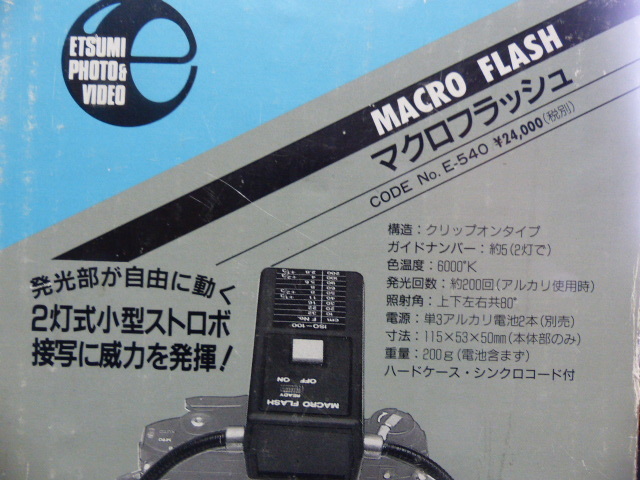 ETSUMI
PHOTO&
VIDEO
MACRO FLASH
マクロフラッシュ
CODE No. E-540 ¥24,000(税別)
構造:クリップオンタイプ
ガイドナンバー:約5(2灯で)
色温度:6000°K
発光回数:約200回(アルカリ使用時)
照射角:上下左右共80°
電源:単3アルカリ電池2本(別売)
寸法:115×53×50mm(本体部のみ)
重量:200g(電池含まず)
ハードケース・シンクロコード付
発光部が自由に動く
2灯式小型ストロボ
接写に威力を発揮!
cm F No.
ISO-100
OFF ON
READY
MACRO FLASH